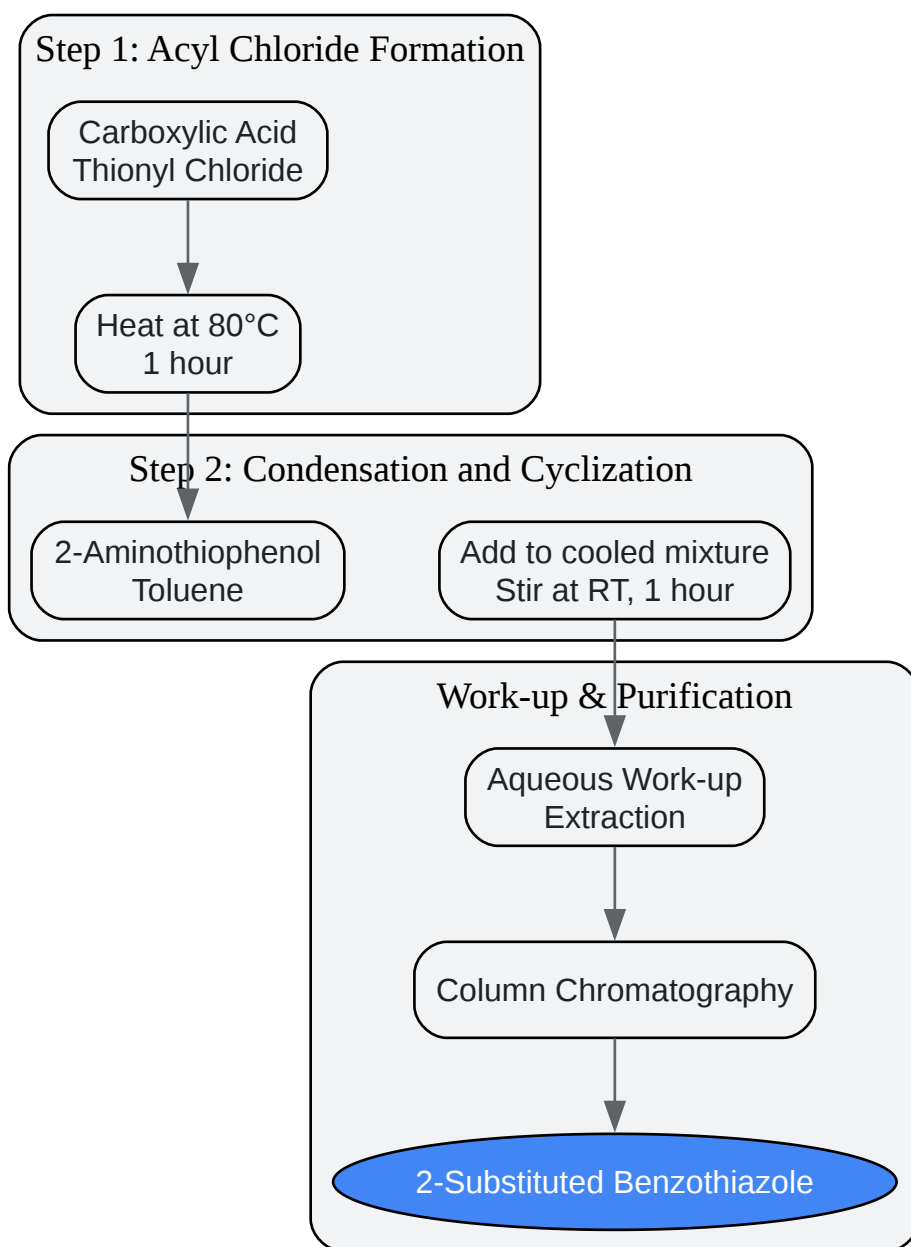 Step 1: Acyl Chloride Formation
Carboxylic Acid
Thionyl Chloride
Heat at 80°C
1 hour
Step 2: Condensation and Cyclization
2-Aminothiophenol
Toluene
Add to cooled mixture
Stir at RT, 1 hour
Work-up & Purification
Aqueous Work-up
Extraction
Column Chromatography
2-Substituted Benzothiazole